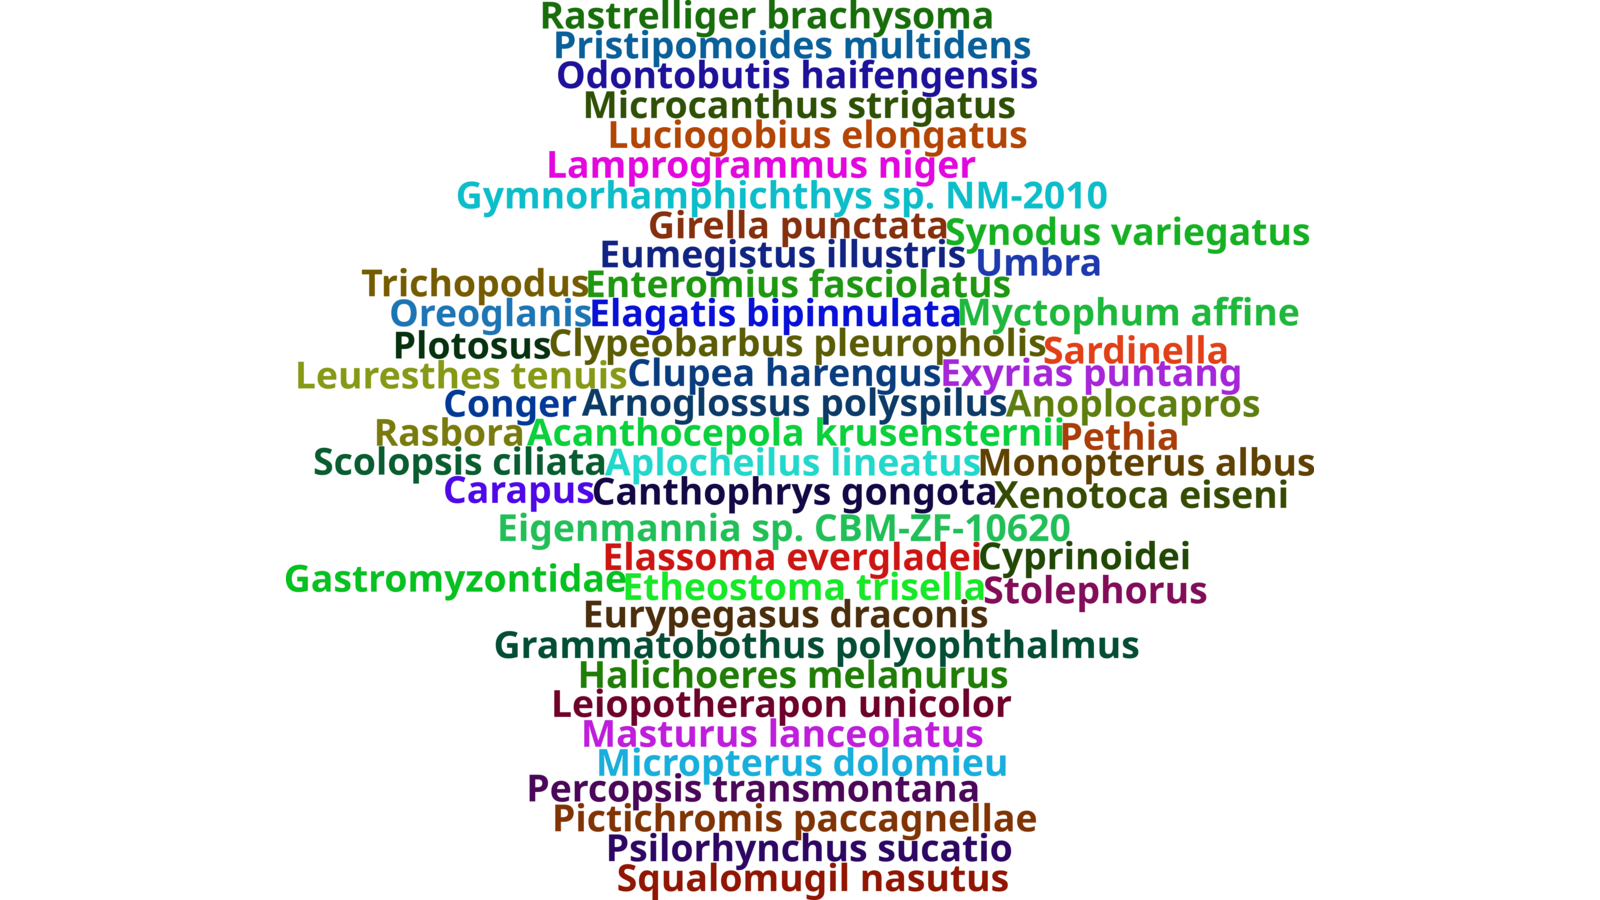 Rastrelliger brachysoma
Pristipomoides multidens
Odontobutis haifengensis
Microcanthus strigatus
Luciogobius elongatus
Lamprogrammus niger
Gymnorhamphichthys sp. NM-2010
Girella punctata Synodus variegatus
Eumegistus illustris Umbra
Trichopodus Enteromius fasciolatus
Oreoglanis Elagatis bipinnulata Myctophum affine
Plotosus Clypeobarbus pleuropholis Sardinella
Leuresthes tenuis Clupea harengus Exyrias puntang
Conger Arnoglossus polyspilus Anoplocapros
Rasbora Acanthocepola krusensternii Pethia
Scolopsis ciliata Aplocheilus lineatus Monopterus albus
Carapus Canthophrys gongota Xenotoca eiseni
Eigenmannia sp. CBM-ZF-10620
Elassoma evergladei Cyprinoidei
Gastromyzontidae Etheostoma trisella Stolephorus
Eurypegasus draconis
Grammatobothus polyophthalmus
Halichoeres melanurus
Leiopotherapon unicolor
Masturus lanceolatus
Micropterus dolomieu
Percopsis transmontana
Pictichromis paccagnellae
Psilorhynchus sucatio
Squalomugil nasutus